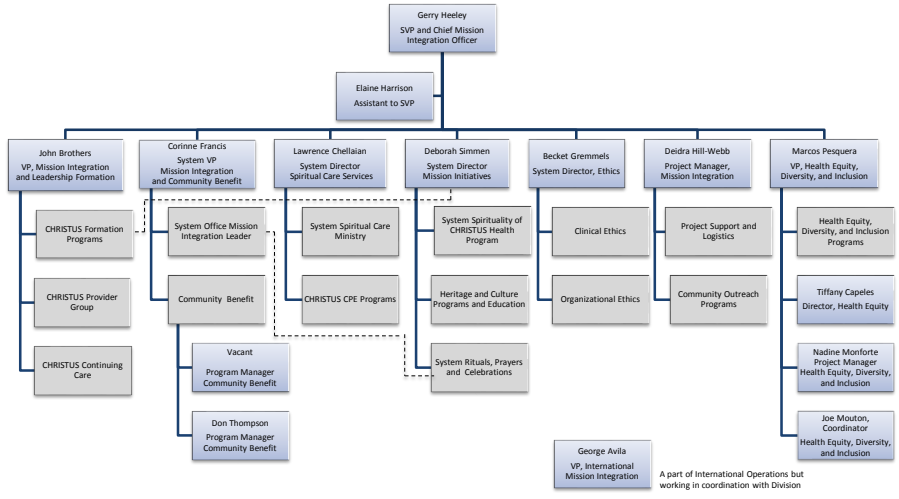 Gerry Heeley
SVP and Chief Mission
Integration Officer
Elaine Harrison
Assistant to SVP
John Brothers
VP, Mission Integration
and Leadership Formation
Corinne Francis
System VP
Mission Integration
and Community Benefit
Lawrence Chellaian
System Director
Spiritual Care Services
Deborah Simmen
System Director
Mission Initiatives
Becket Gremmels
System Director, Ethics
Deidra Hill-Webb
Project Manager,
Mission Integration
Marcos Pesquera
VP, Health Equity,
Diversity, and Inclusion
CHRISTUS Formation
Programs
CHRISTUS Provider
Group
CHRISTUS Continuing
Care
System Office Mission
Integration Leader
Community Benefit
Vacant
Program Manager
Community Benefit
Don Thompson
Program Manager
Community Benefit
System Spiritual Care
Ministry
CHRISTUS CPE Programs
System Spirituality of
CHRISTUS Health
Program
Heritage and Culture
Programs and Education
System Rituals, Prayers
and Celebrations
Clinical Ethics
Organizational Ethics
Project Support and
Logistics
Community Outreach
Programs
Health Equity,
Diversity, and Inclusion
Programs
Tiffany Capeles
Director, Health Equity
Nadine Monforte
Project Manager
Health Equity, Diversity,
and Inclusion
Joe Mouton,
Coordinator
Health Equity, Diversity,
and Inclusion
George Avila
VP, International
Mission Integration
A part of International Operations but
working in coordination with Division